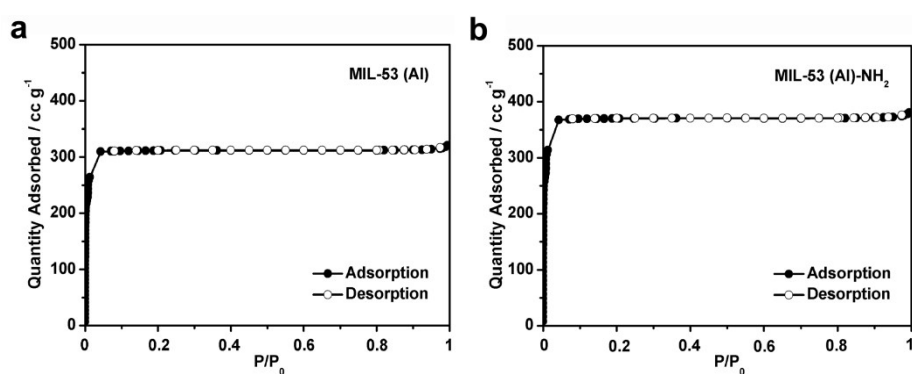 a
500
400
300
200
100
0
Quantity Adsorbed / cc g⁻¹
MIL-53 (Al)
Adsorption
Desorption
0 0.2 0.4 0.6 0.8 1
P/P₀
b
500
400
300
200
100
0
Quantity Adsorbed / cc g⁻¹
MIL-53 (Al)-NH₂
Adsorption
Desorption
0 0.2 0.4 0.6 0.8 1
P/P₀